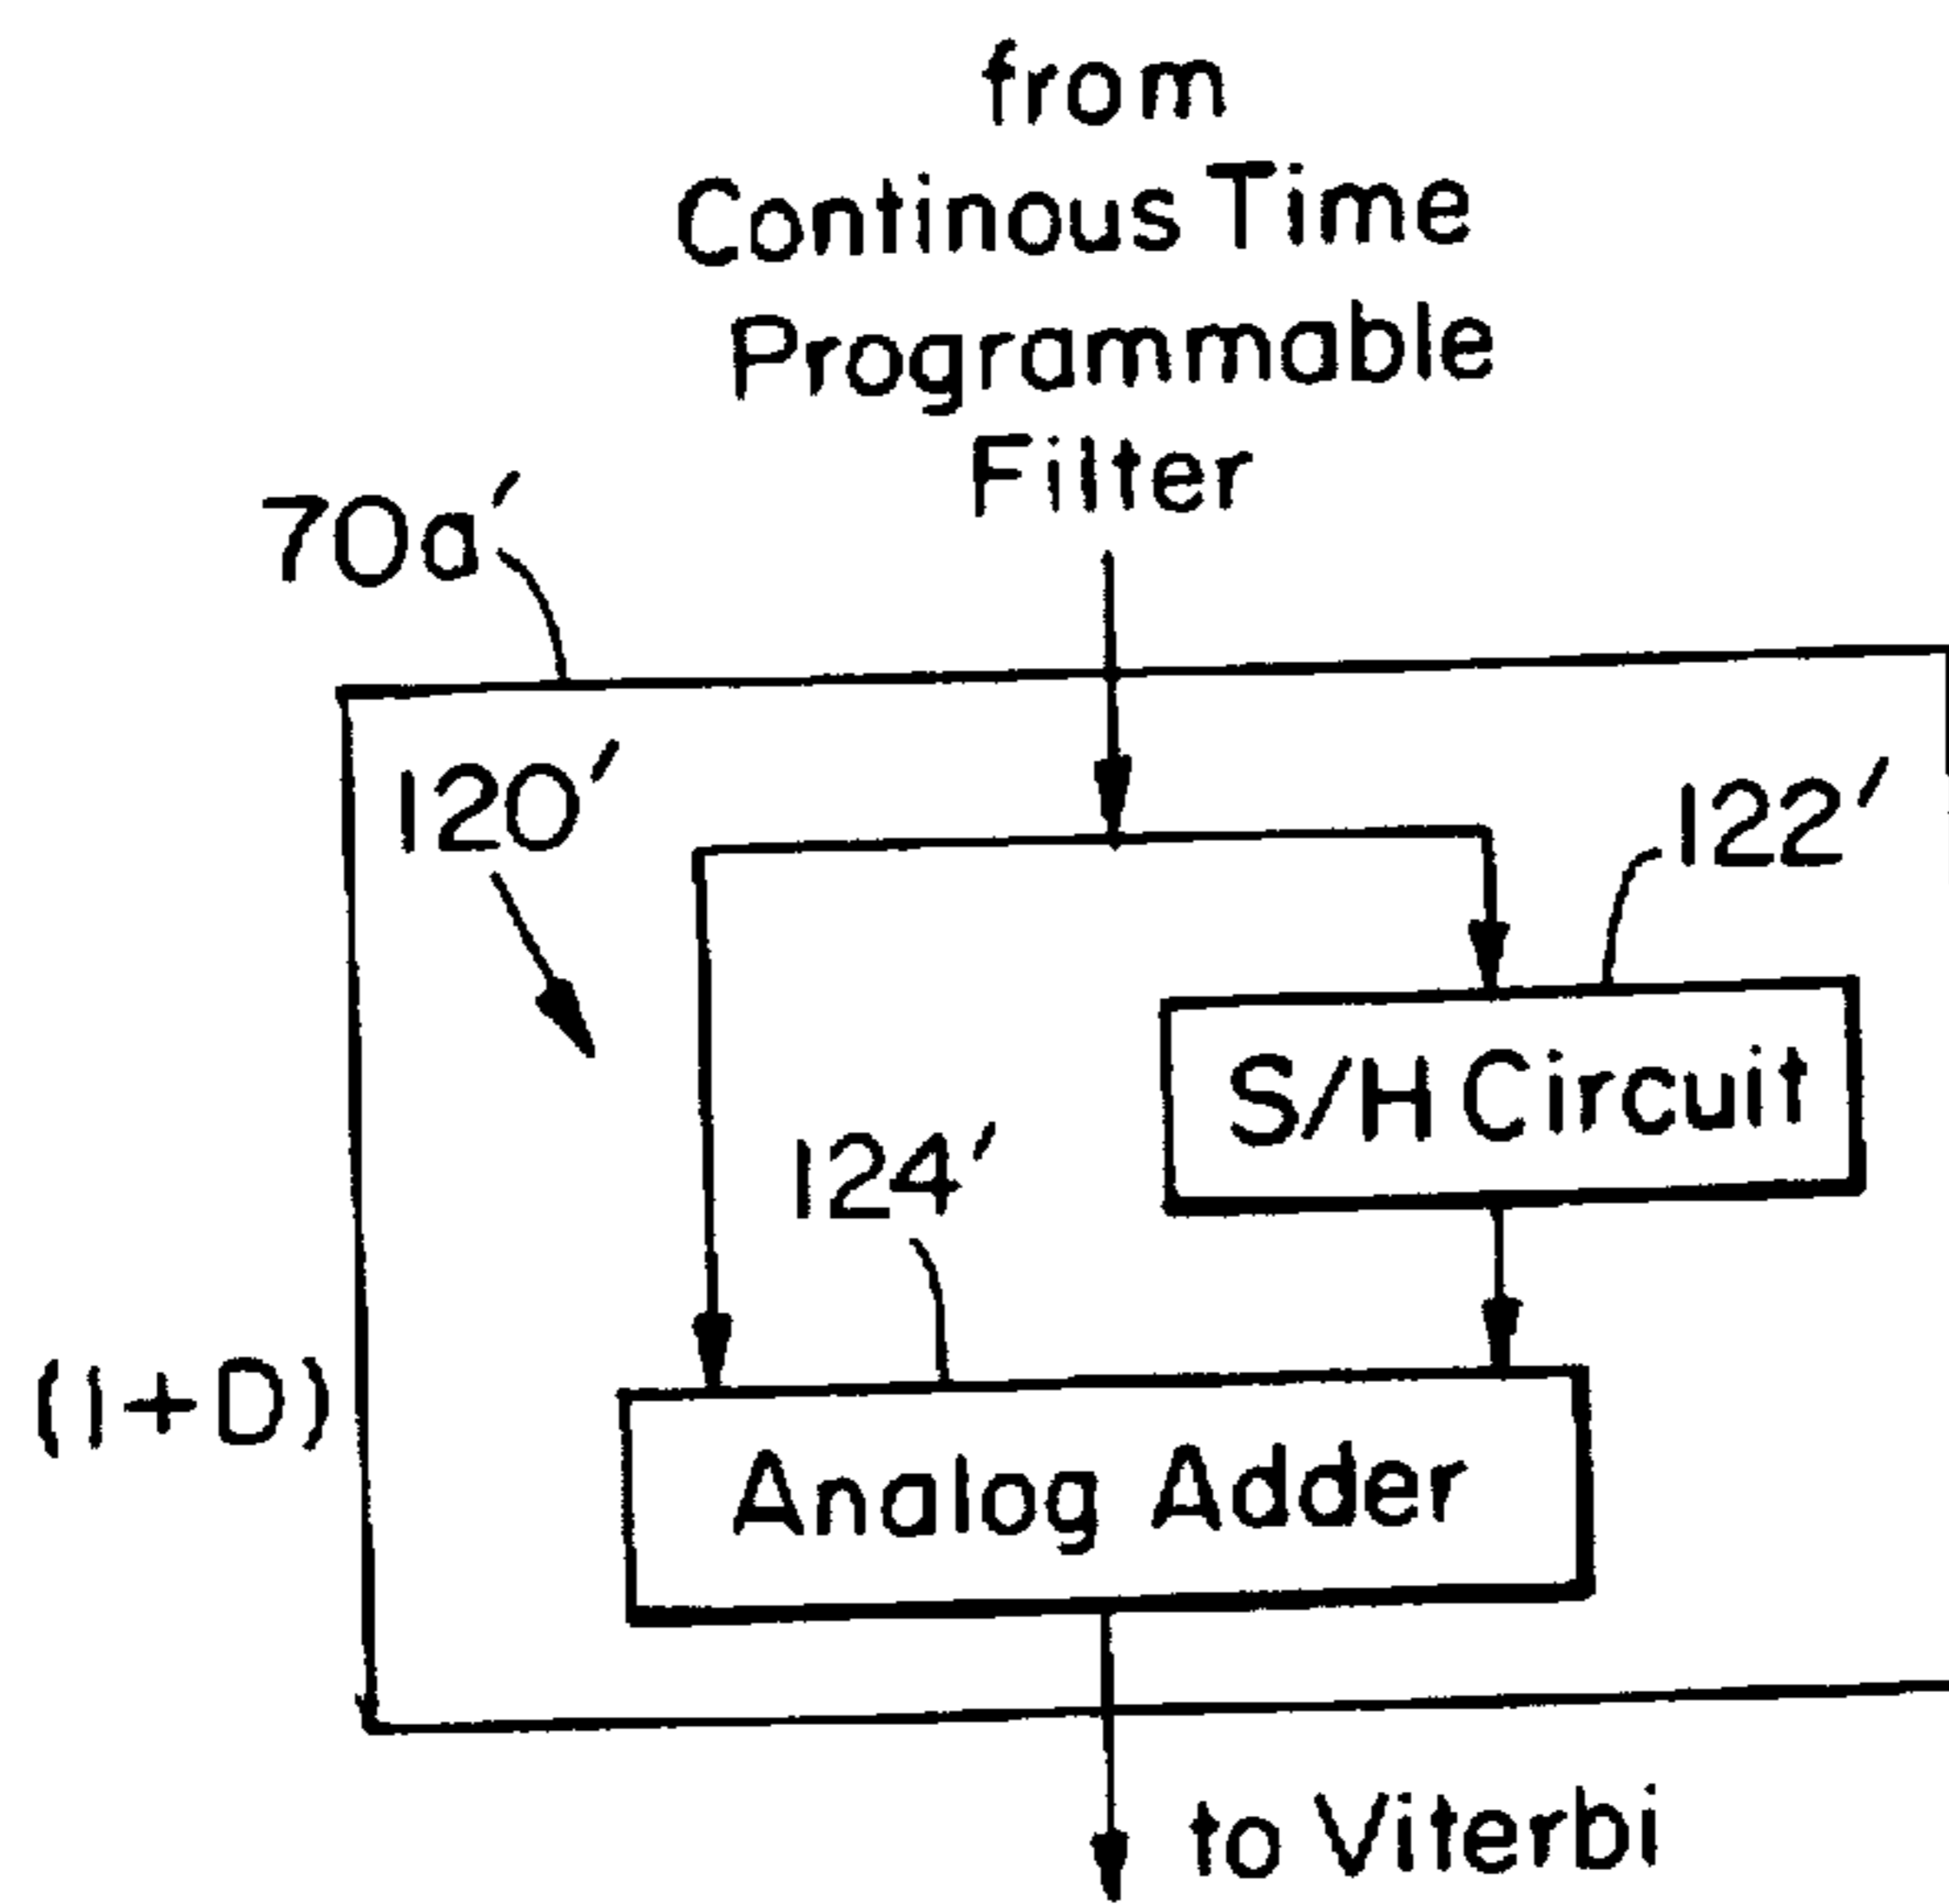 from
Continous Time
Programmable
Filter
70a′
120′
122′
S/H Circuit
124′
(1+D)
Analog Adder
to Viterbi